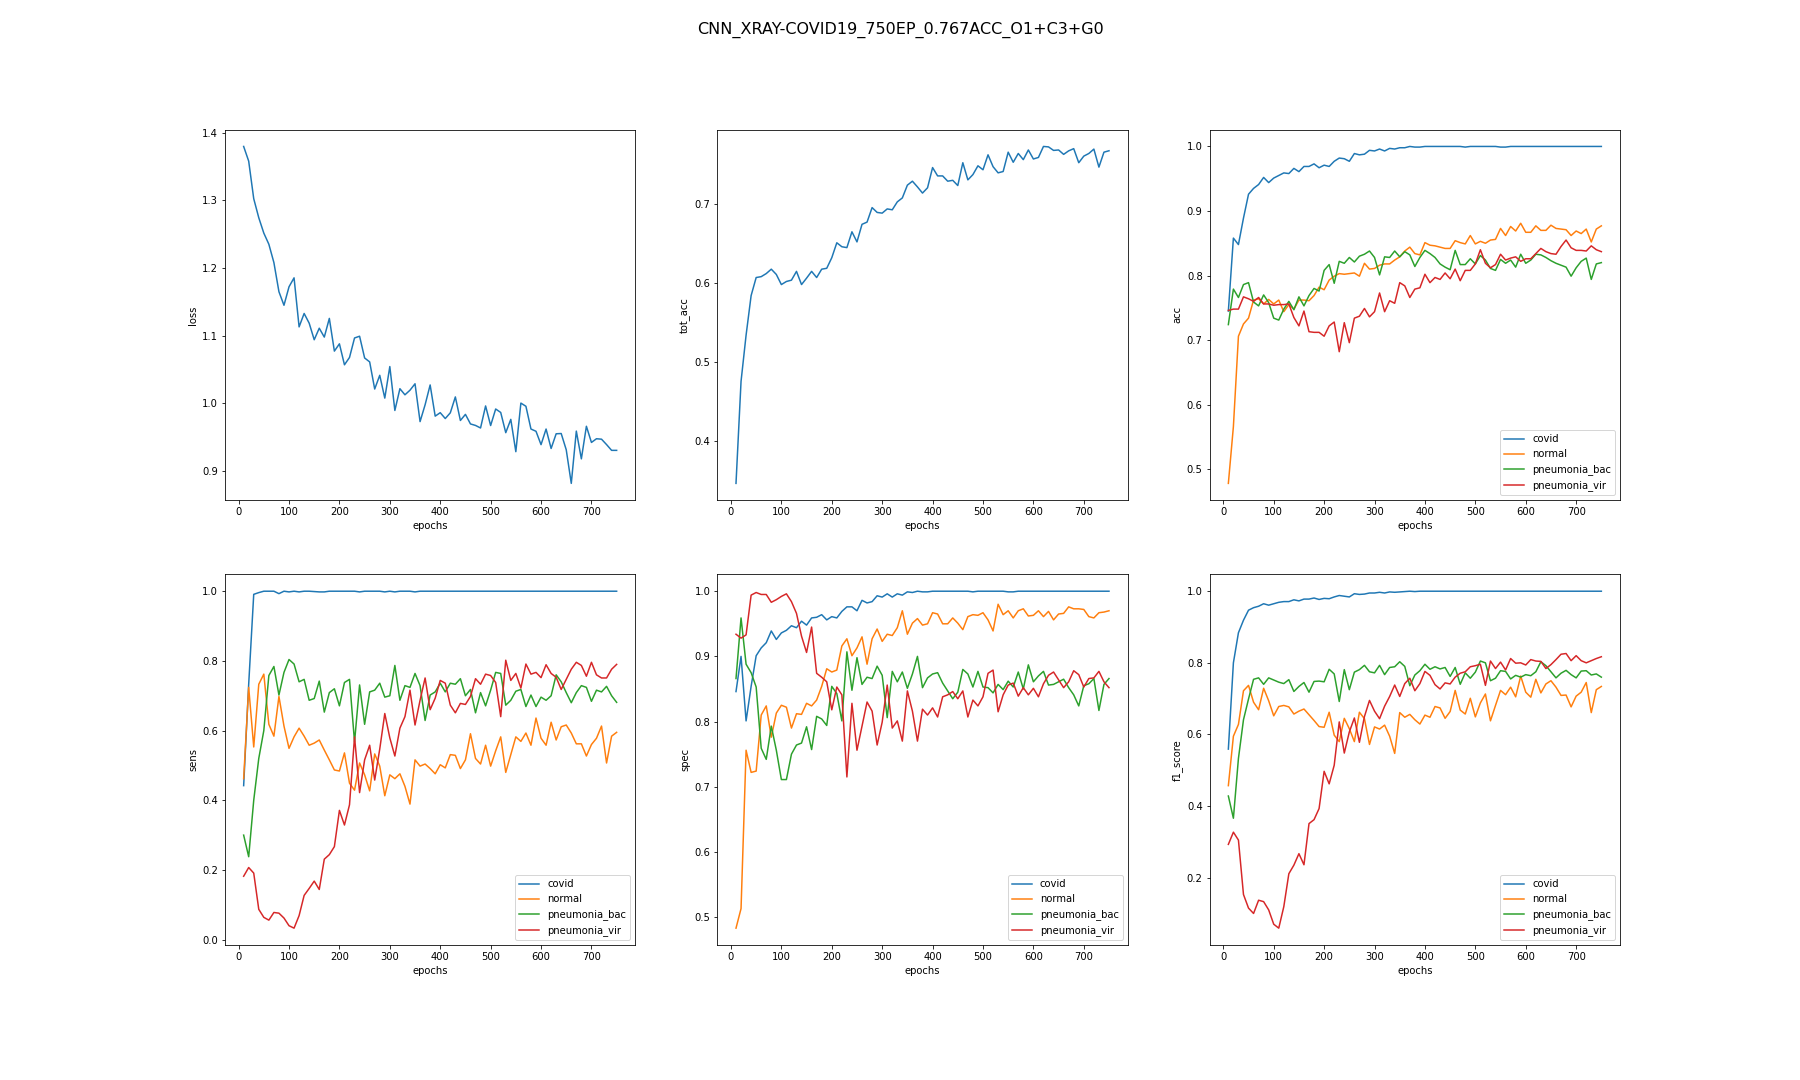 CNN_XRAY-COVID19_750EP_0.767ACC_O1+C3+G0
1.4
1.3
1.2
1.1
1.0
0.9
loss
0 100 200 300 400 500 600 700
epochs
0.7
0.6
0.5
0.4
tot_acc
0 100 200 300 400 500 600 700
epochs
1.0
0.9
0.8
0.7
0.6
0.5
acc
covid
normal
pneumonia_bac
pneumonia_vir
0 100 200 300 400 500 600 700
epochs
1.0
0.8
0.6
0.4
0.2
0.0
sens
covid
normal
pneumonia_bac
pneumonia_vir
0 100 200 300 400 500 600 700
epochs
1.0
0.9
0.8
0.7
0.6
0.5
spec
covid
normal
pneumonia_bac
pneumonia_vir
0 100 200 300 400 500 600 700
epochs
1.0
0.8
0.6
0.4
0.2
f1_score
covid
normal
pneumonia_bac
pneumonia_vir
0 100 200 300 400 500 600 700
epochs